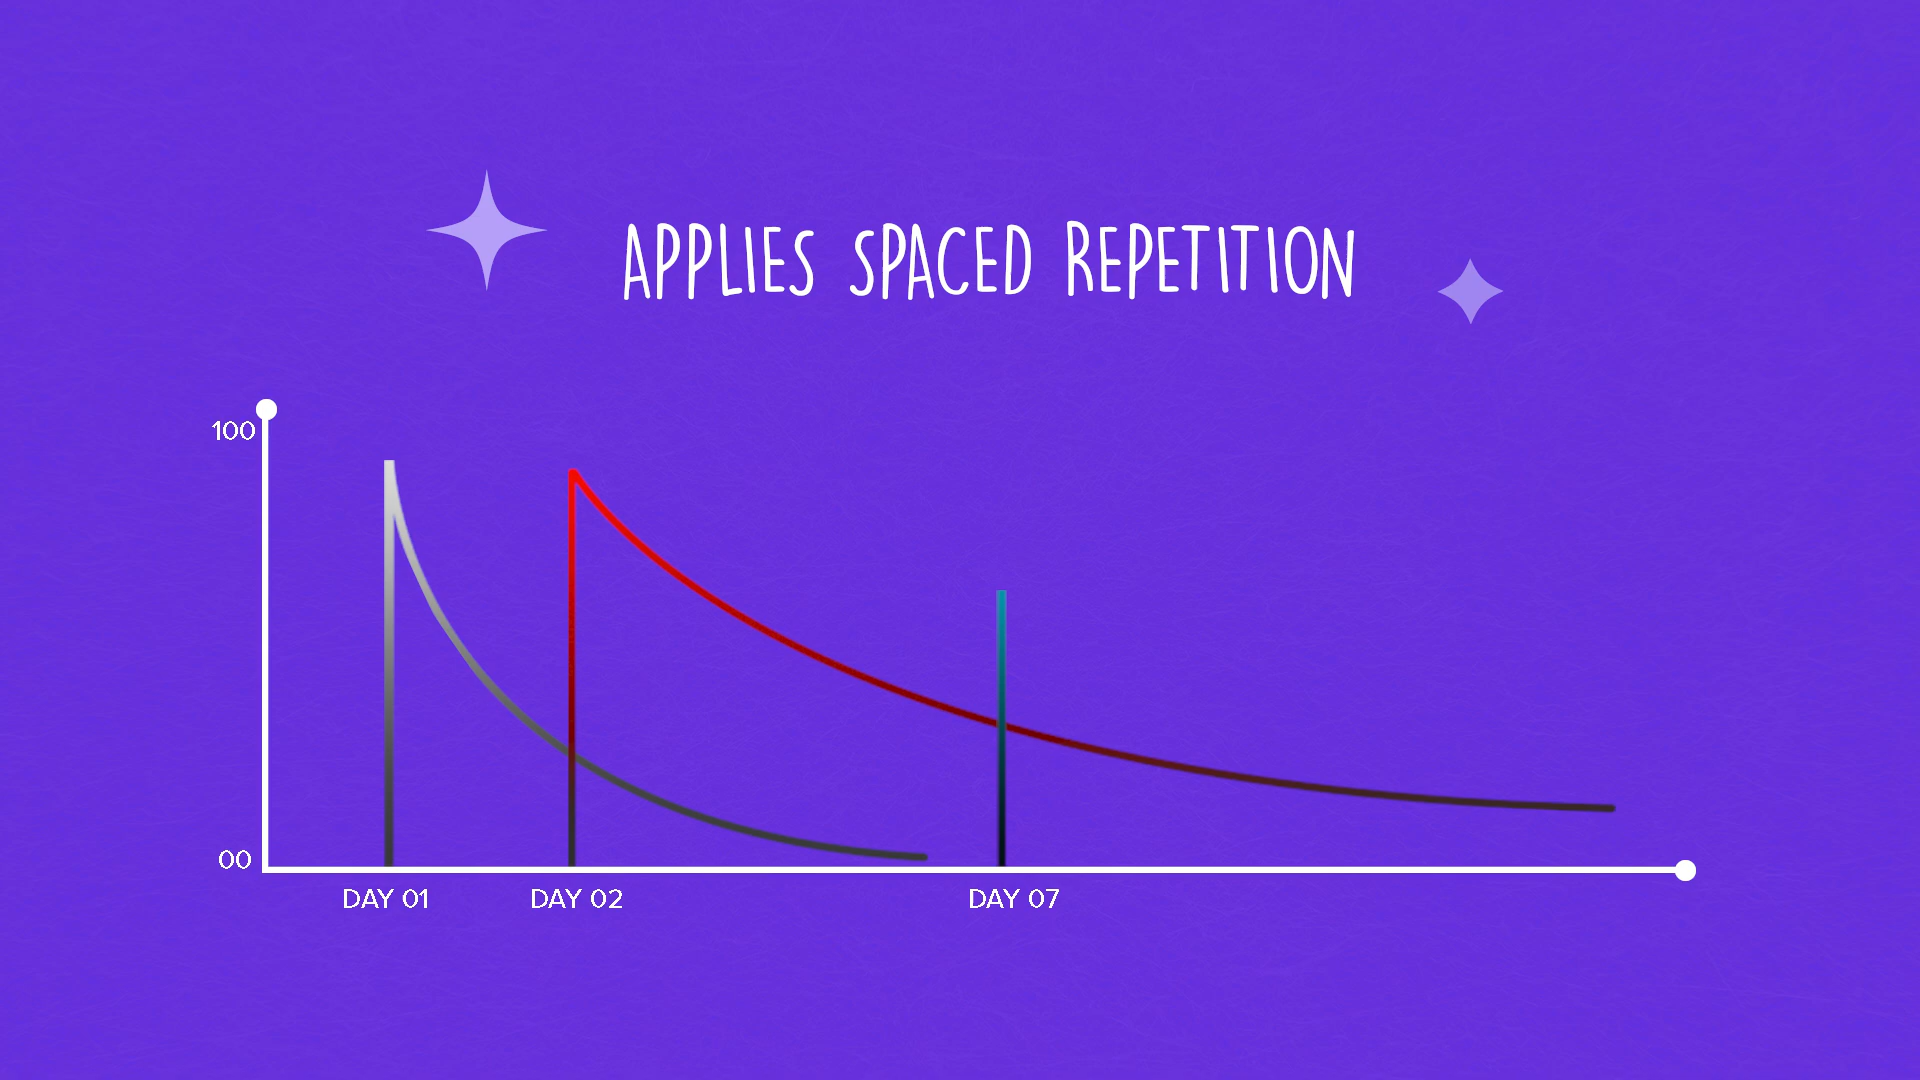 APPLIES SPACED REPETITION
100
00
DAY 01
DAY 02
DAY 07